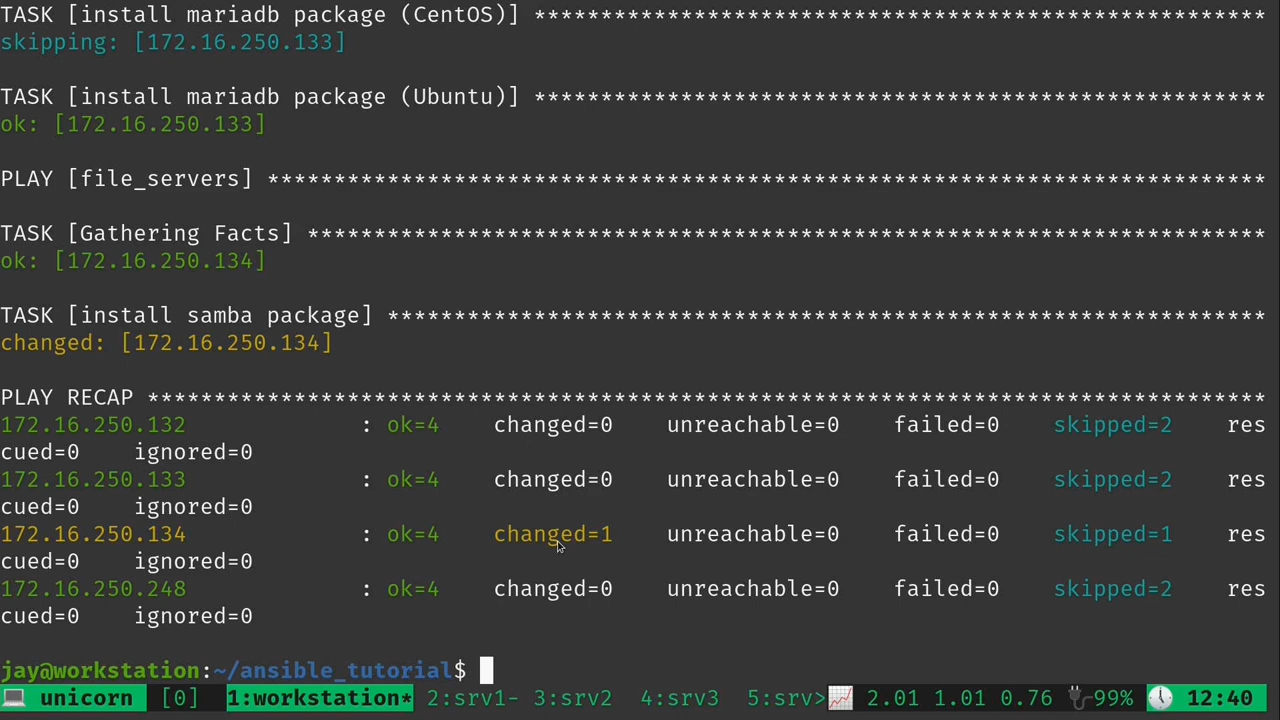 TASK [install mariadb package (CentOS)] *******************************************************
skipping: [172.16.250.133]
TASK [install mariadb package (Ubuntu)] *******************************************************
ok: [172.16.250.133]
PLAY [file_servers] ***************************************************************************
TASK [Gathering Facts] ************************************************************************
ok: [172.16.250.134]
TASK [install samba package] ******************************************************************
changed: [172.16.250.134]
PLAY RECAP ************************************************************************************
172.16.250.132             : ok=4    changed=0    unreachable=0    failed=0    skipped=2    res
cued=0    ignored=0
172.16.250.133             : ok=4    changed=0    unreachable=0    failed=0    skipped=2    res
cued=0    ignored=0
172.16.250.134             : ok=4    changed=1    unreachable=0    failed=0    skipped=1    res
cued=0    ignored=0
172.16.250.248             : ok=4    changed=0    unreachable=0    failed=0    skipped=2    res
cued=0    ignored=0
jay@workstation:~/ansible_tutorial$
unicorn [0] 1:workstation* 2:srv1- 3:srv2  4:srv3  5:srv> 2.01 1.01 0.76 99% 12:40